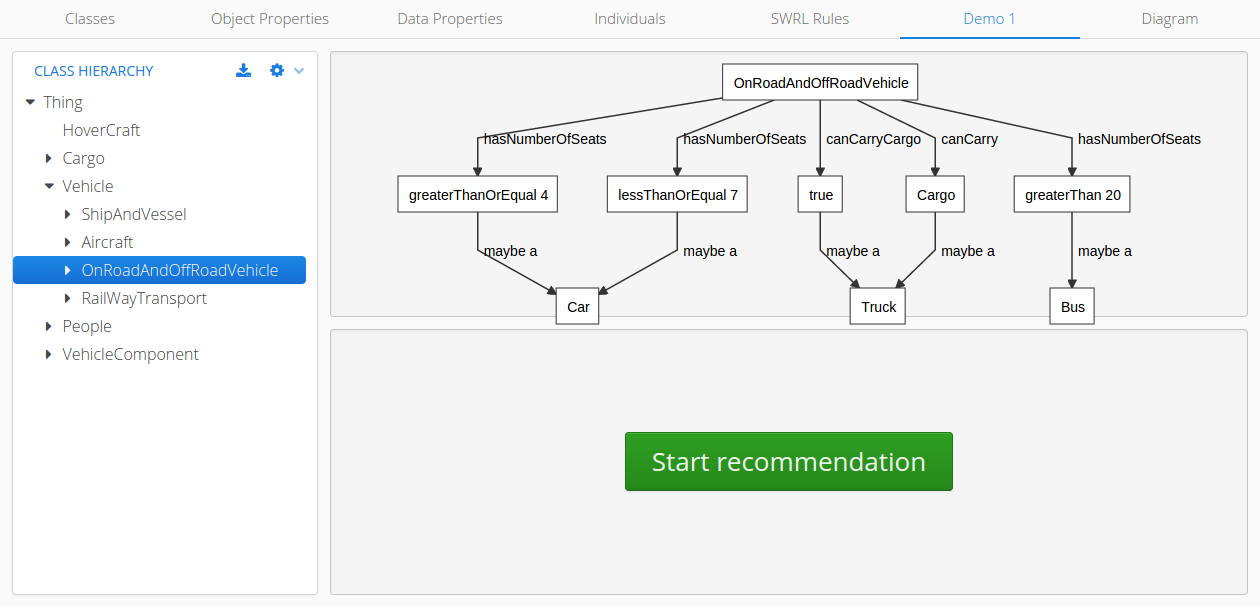 Classes Object Properties Data Properties Individuals SWRL Rules Demo 1 Diagram
CLASS HIERARCHY
Thing
HoverCraft
Cargo
Vehicle
ShipAndVessel
Aircraft
OnRoadAndOffRoadVehicle
RailWayTransport
People
VehicleComponent
OnRoadAndOffRoadVehicle
hasNumberOfSeats hasNumberOfSeats canCarryCargo canCarry hasNumberOfSeats
greaterThanOrEqual 4 lessThanOrEqual 7 true Cargo greaterThan 20
maybe a maybe a maybe a maybe a maybe a
Car Truck Bus
Start recommendation